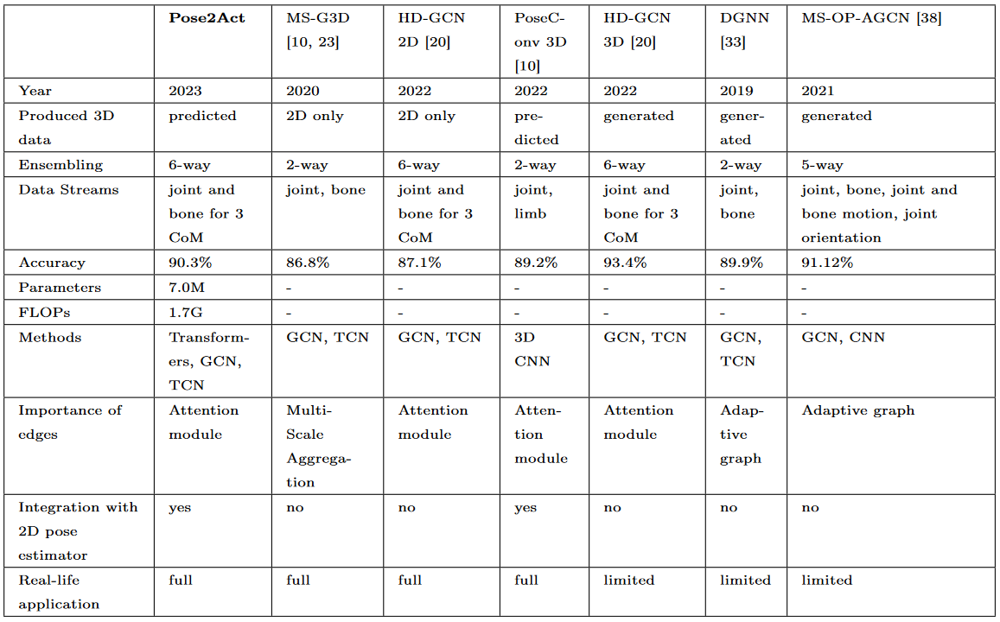 Pose2Act MS-G3D HD-GCN PoseC- HD-GCN DGNN MS-OP-AGCN [38]
[10, 23] 2D [20] onv 3D 3D [20] [33]
[10]
Year 2023 2020 2022 2022 2022 2019 2021
Produced 3D predicted 2D only 2D only pre- generated gener- generated
data dicted ated
Ensembling 6-way 2-way 6-way 2-way 6-way 2-way 5-way
Data Streams joint and joint, bone joint and joint, joint and joint, joint, bone, joint and
bone for 3 bone for 3 limb bone for 3 bone bone motion, joint
CoM CoM CoM orientation
Accuracy 90.3% 86.8% 87.1% 89.2% 93.4% 89.9% 91.12%
Parameters 7.0M - - - - - -
FLOPs 1.7G - - - - - -
Methods Transform- GCN, TCN GCN, TCN 3D GCN, TCN GCN, GCN, CNN
ers, GCN, CNN TCN
TCN
Importance of Attention Multi- Attention Atten- Attention Adap- Adaptive graph
edges module Scale module tion module tive
Aggrega- module graph
tion
Integration with yes no no yes no no no
2D pose
estimator
Real-life full full full full limited limited limited
application